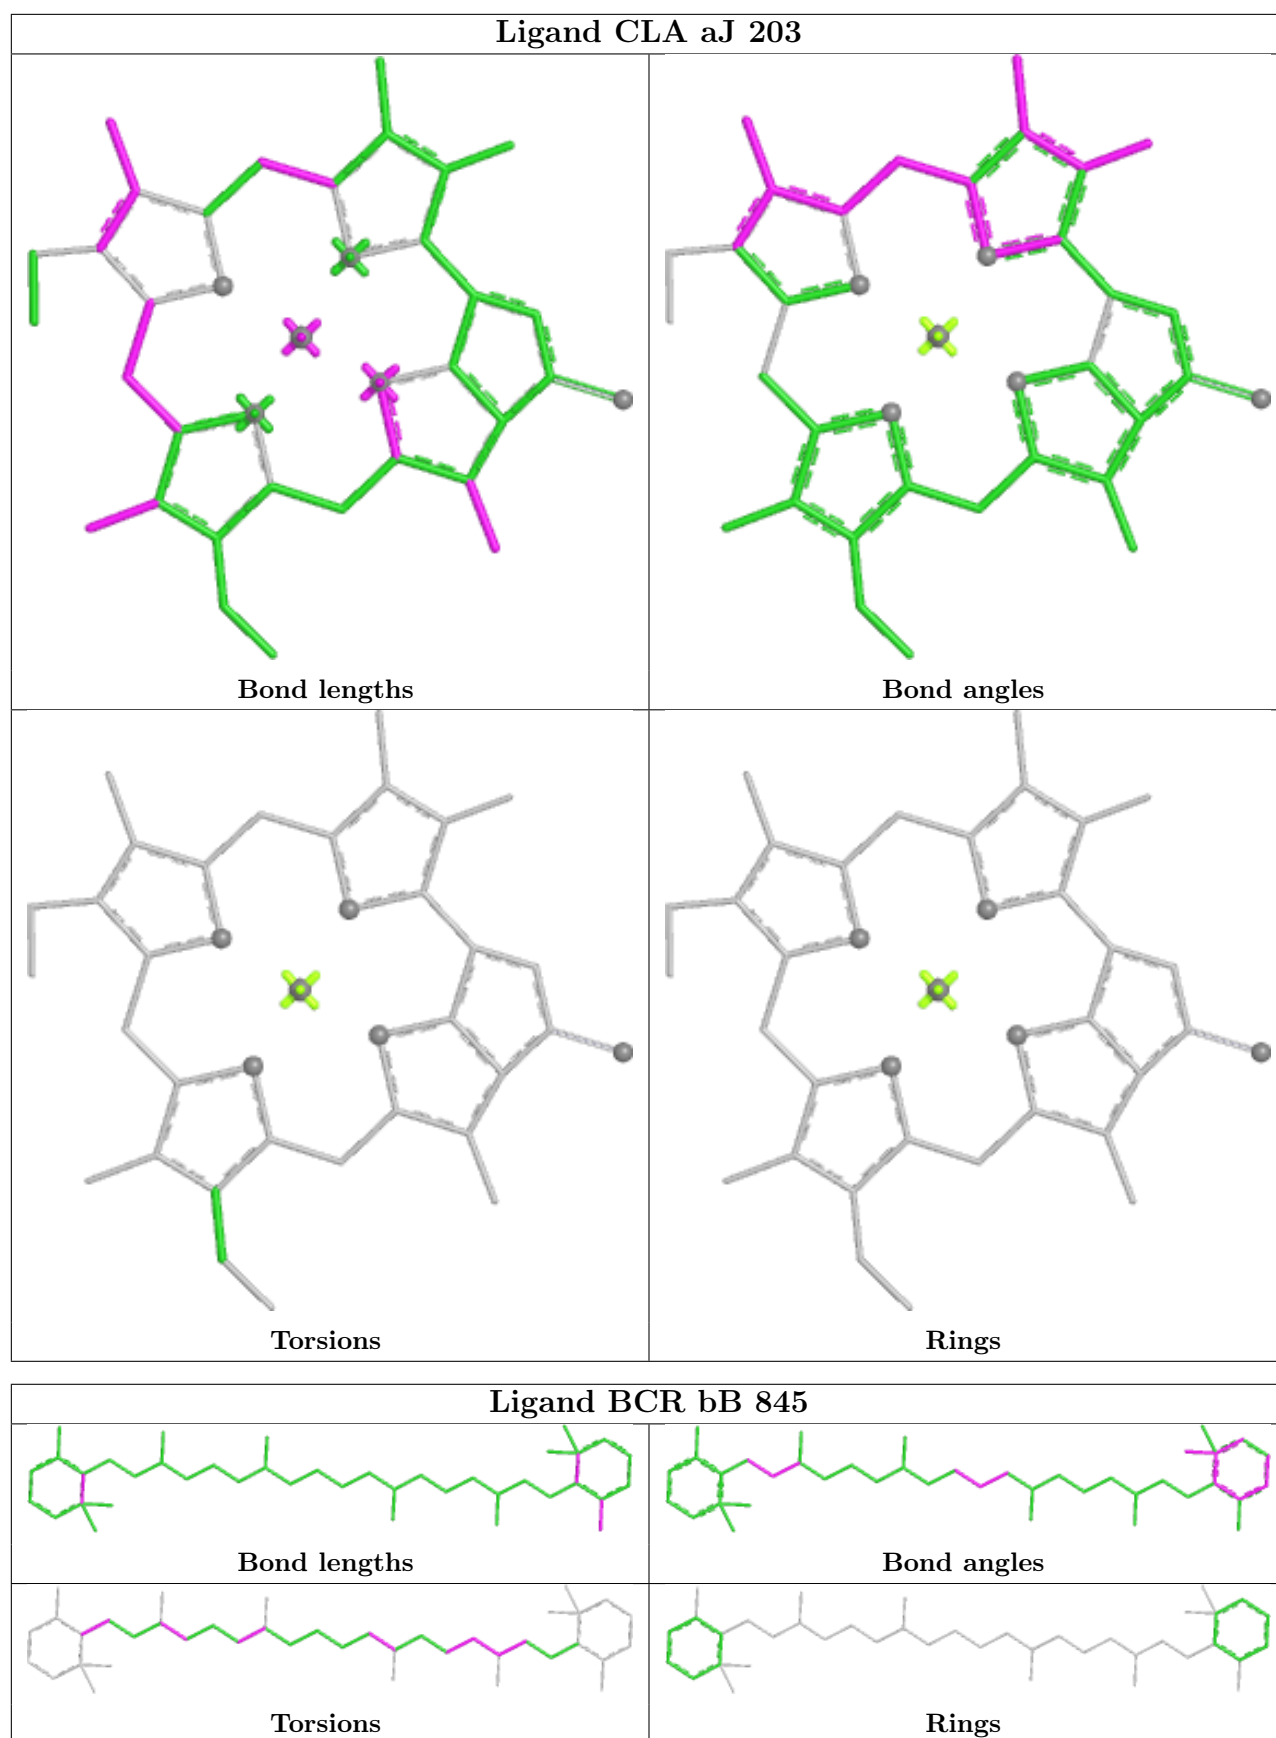 Ligand CLA aJ 203
Bond lengths
Bond angles
Torsions
Rings
Ligand BCR bB 845
Bond lengths
Bond angles
Torsions
Rings